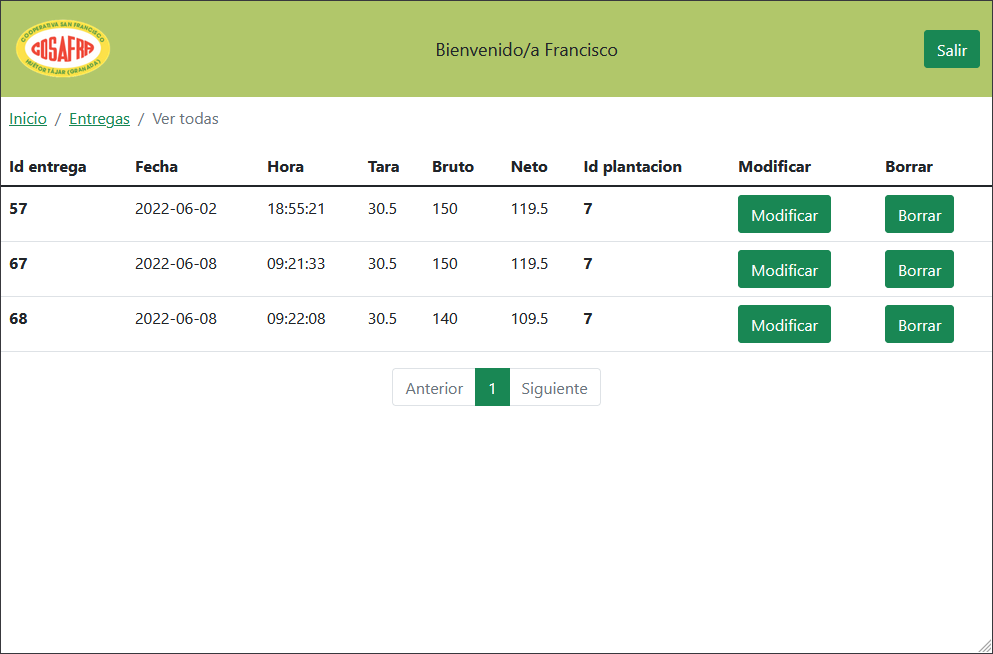 COOPERATIVA SAN FRANCISCO
COSAFRA
HUÉTOR TÁJAR (GRANADA)
Bienvenido/a Francisco
Salir
Inicio / Entregas / Ver todas
Id entrega Fecha Hora Tara Bruto Neto Id plantacion Modificar Borrar
57 2022-06-02 18:55:21 30.5 150 119.5 7 Modificar Borrar
67 2022-06-08 09:21:33 30.5 150 119.5 7 Modificar Borrar
68 2022-06-08 09:22:08 30.5 140 109.5 7 Modificar Borrar
Anterior 1 Siguiente